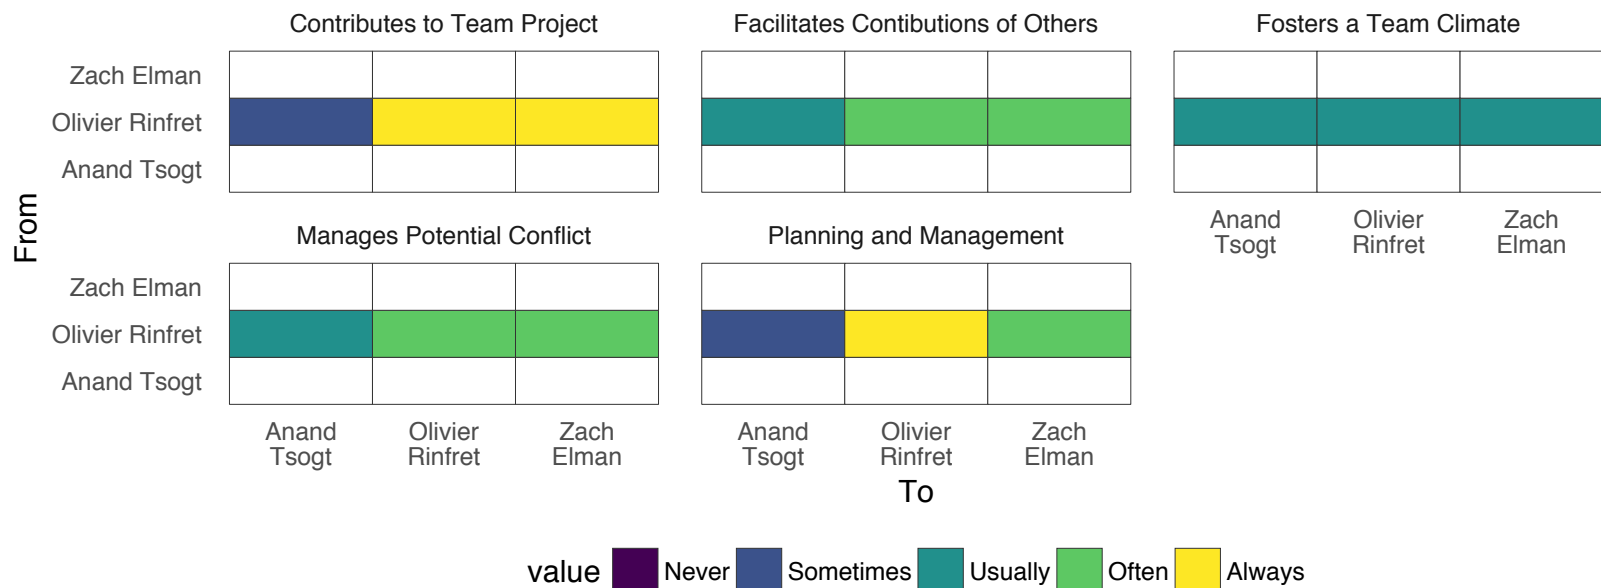 Contributes to Team Project
Facilitates Contibutions of Others
Fosters a Team Climate
Zach Elman
Olivier Rinfret
Anand Tsogt
Anand
Tsogt
Olivier
Rinfret
Zach
Elman
From
Manages Potential Conflict
Planning and Management
Zach Elman
Olivier Rinfret
Anand Tsogt
Anand
Tsogt
Olivier
Rinfret
Zach
Elman
Anand
Tsogt
Olivier
Rinfret
Zach
Elman
To
value Never Sometimes Usually Often Always